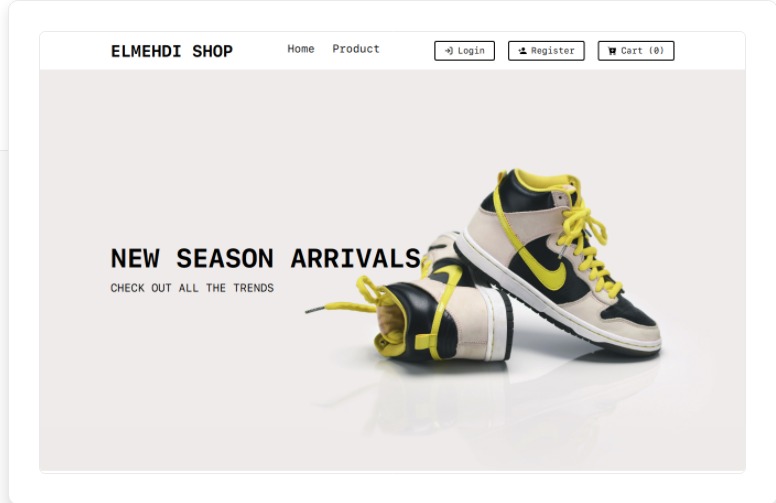 ELMEHDI SHOP Home Product Login Register Cart (0)
NEW SEASON ARRIVALS
CHECK OUT ALL THE TRENDS